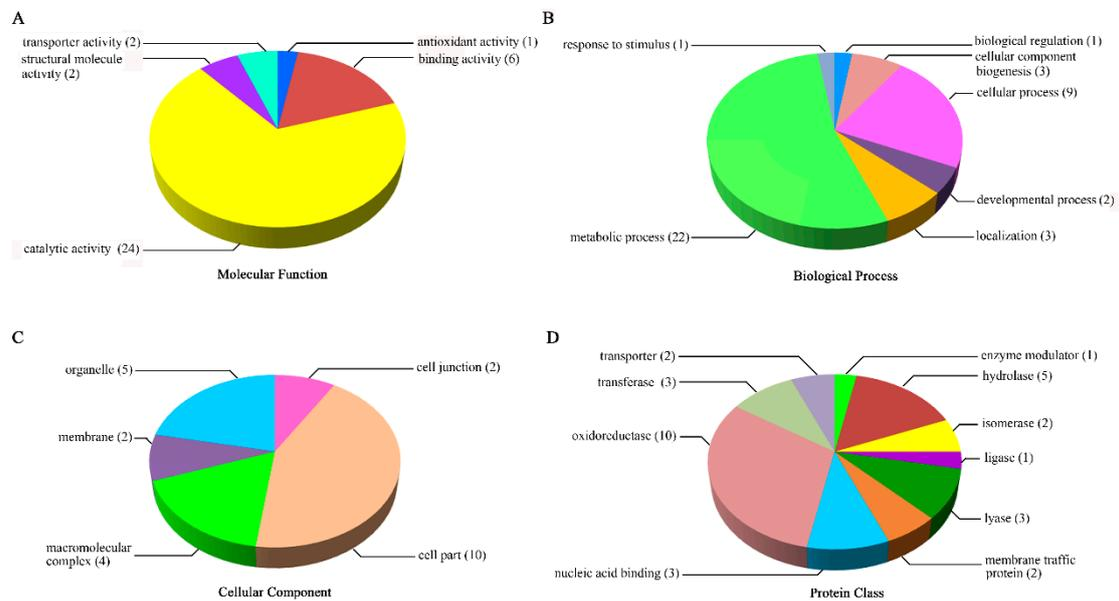 A
transporter activity (2)
structural molecule
activity (2)
antioxidant activity (1)
binding activity (6)
catalytic activity (24)
Molecular Function
B
response to stimulus (1)
biological regulation (1)
cellular component
biogenesis (3)
cellular process (9)
developmental process (2)
localization (3)
metabolic process (22)
Biological Process
C
organelle (5)
cell junction (2)
membrane (2)
macromolecular
complex (4)
cell part (10)
Cellular Component
D
transporter (2)
enzyme modulator (1)
transferase (3)
hydrolase (5)
oxidoreductase (10)
isomerase (2)
ligase (1)
lyase (3)
membrane traffic
protein (2)
nucleic acid binding (3)
Protein Class